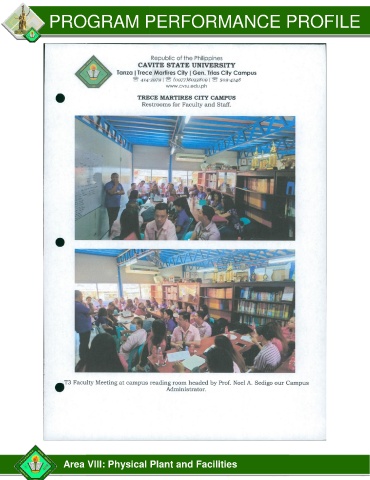 PROGRAM PERFORMANCE PROFILE
Republic of the Philippines
CAVITE STATE UNIVERSITY
Tanza | Trece Martires City | Gen. Trias City Campus
www.cvsu.edu.ph
TRECE MARTIRES CITY CAMPUS
Restrooms for Faculty and Staff.
T3 Faculty Meeting at campus reading room headed by Prof. Noel A. Sedigo our Campus
Administrator.
Area VIII: Physical Plant and Facilities